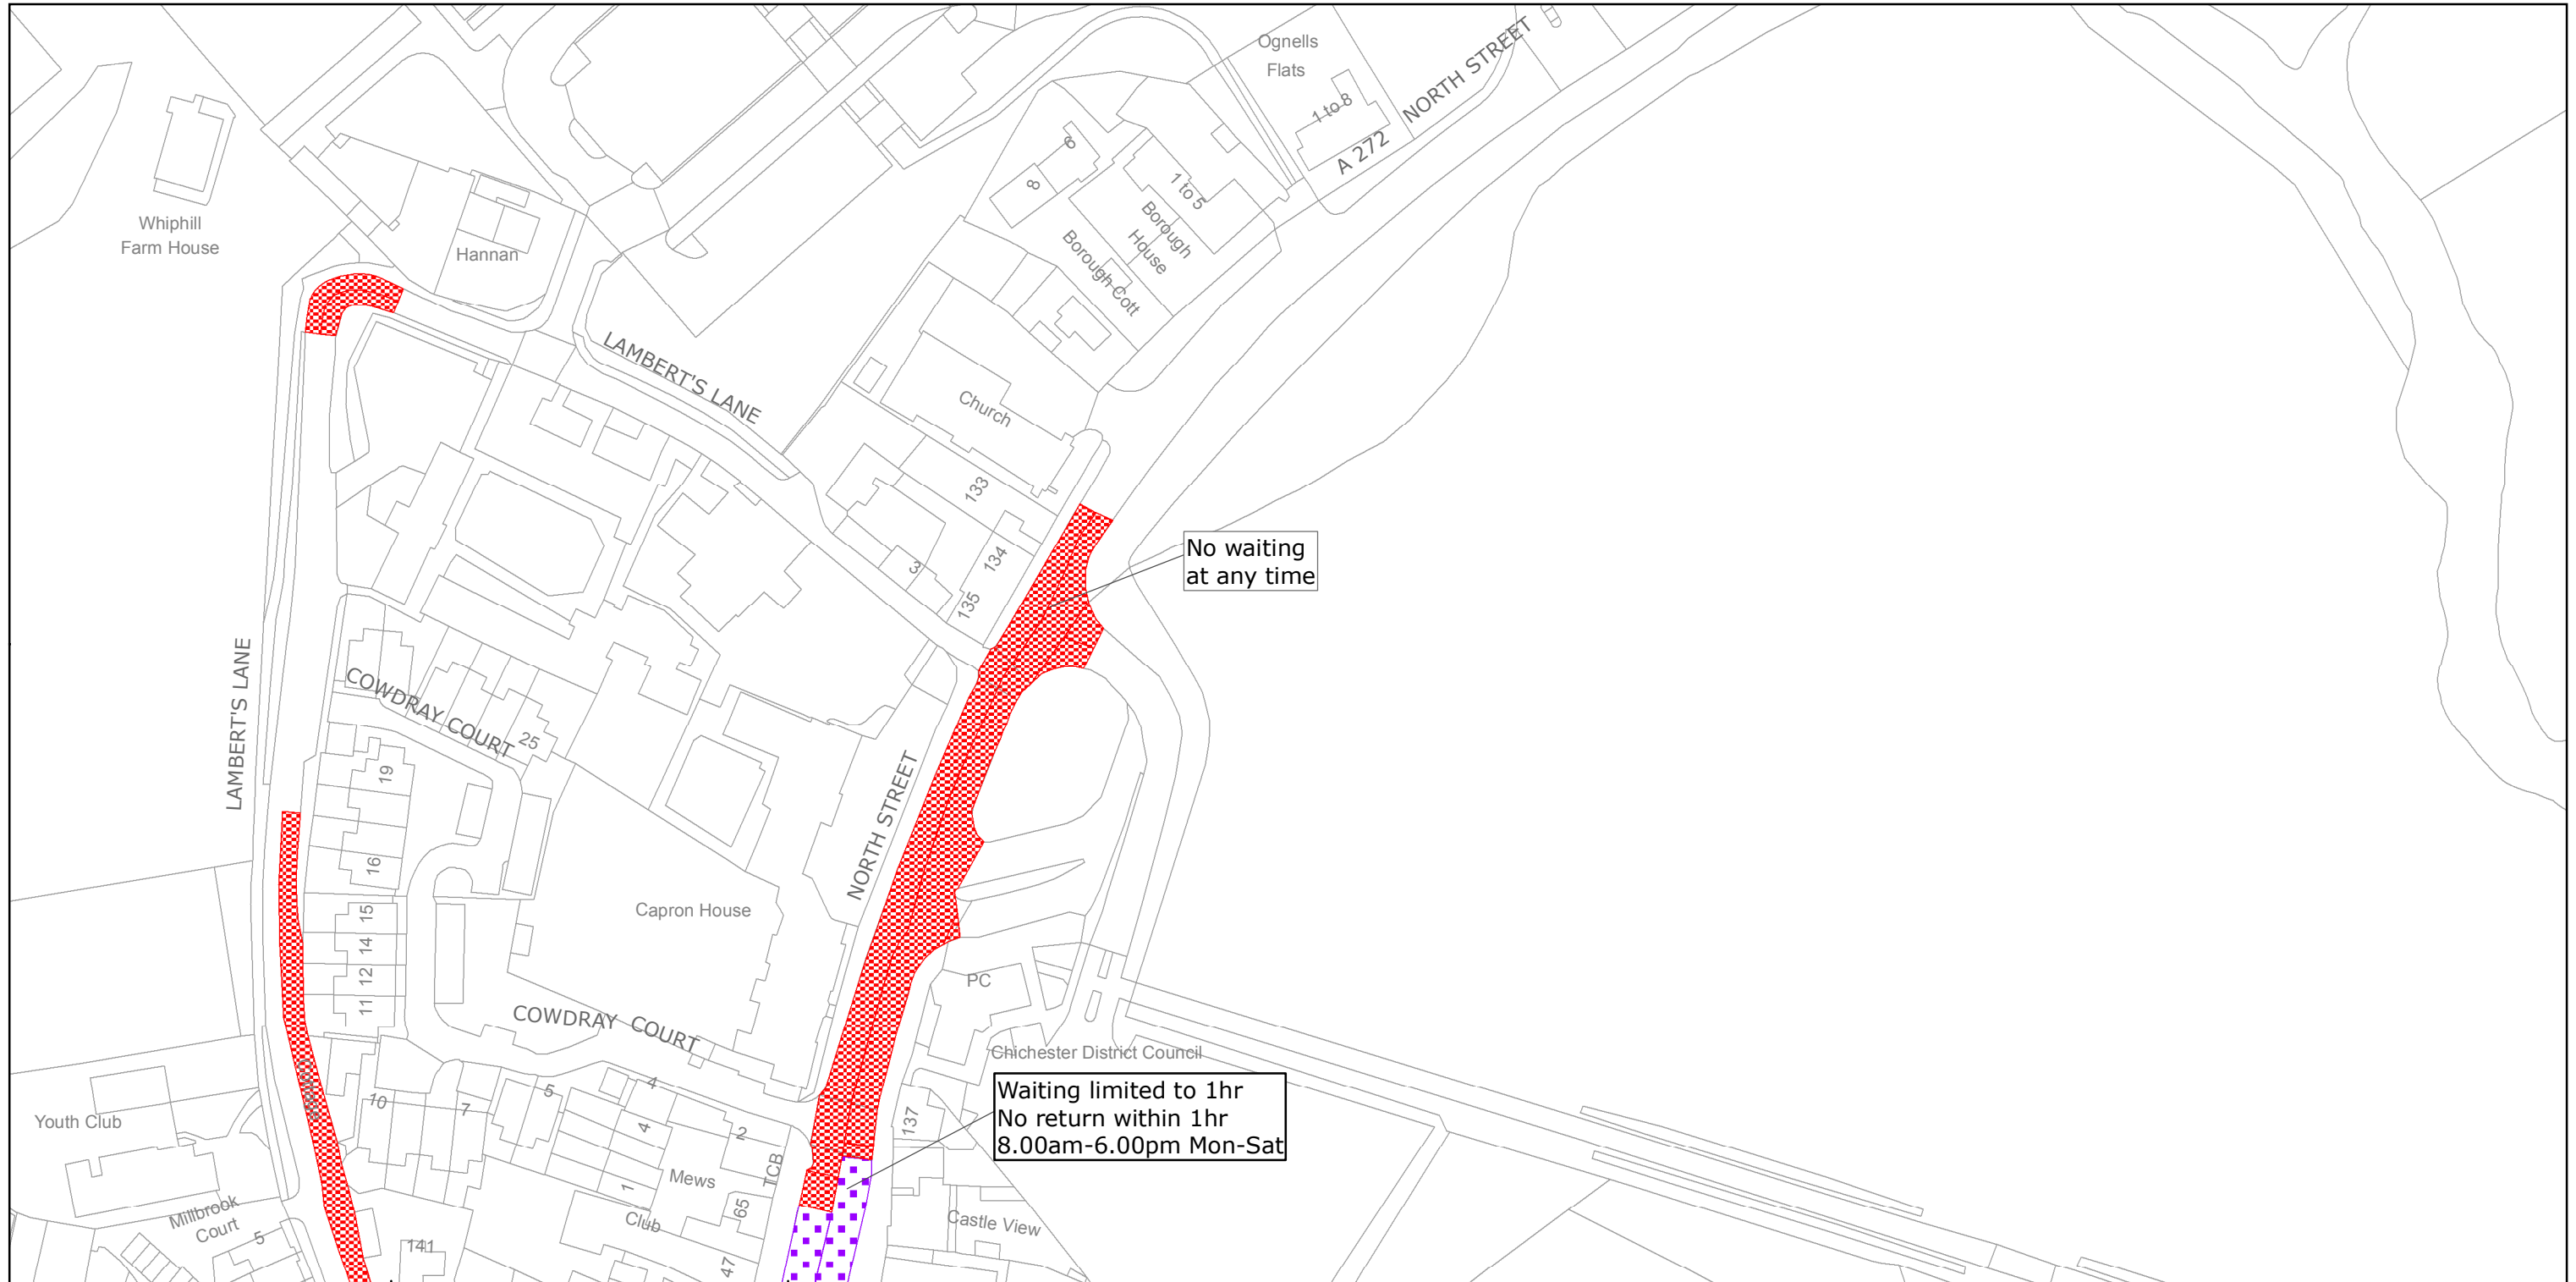 Ognells
Flats
1 to 8
NORTH STREET
A 272
6
8
1 to 5
Borough
House
Borough Cott
Whiphill
Farm House
Hannan
LAMBERT'S LANE
Church
133
134
135
3
No waiting
at any time
LAMBERT'S LANE
COWDRAY COURT
25
19
16
15
14
12
11
NORTH STREET
Capron House
COWDRAY COURT
PC
Chichester District Council
Waiting limited to 1hr
No return within 1hr
8.00am-6.00pm Mon-Sat
137
Youth Club
10
7
5
4
4
2
1
Mews
TCB
65
Club
47
Castle View
Millbrook
Court
5
141